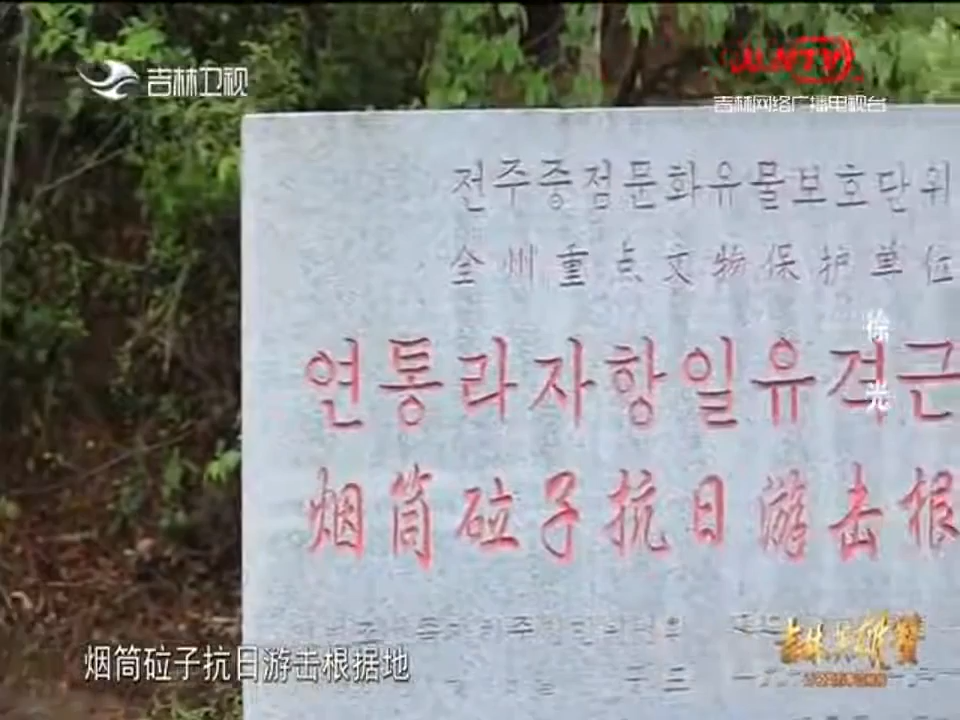 吉林卫视
JLNTV
吉林网络广播电视台
전주중점문화유물보호단위
全州重点文物保护单位
徐光
연통라자항일유격근
烟筒砬子抗日游击根
烟筒砬子抗日游击根据地